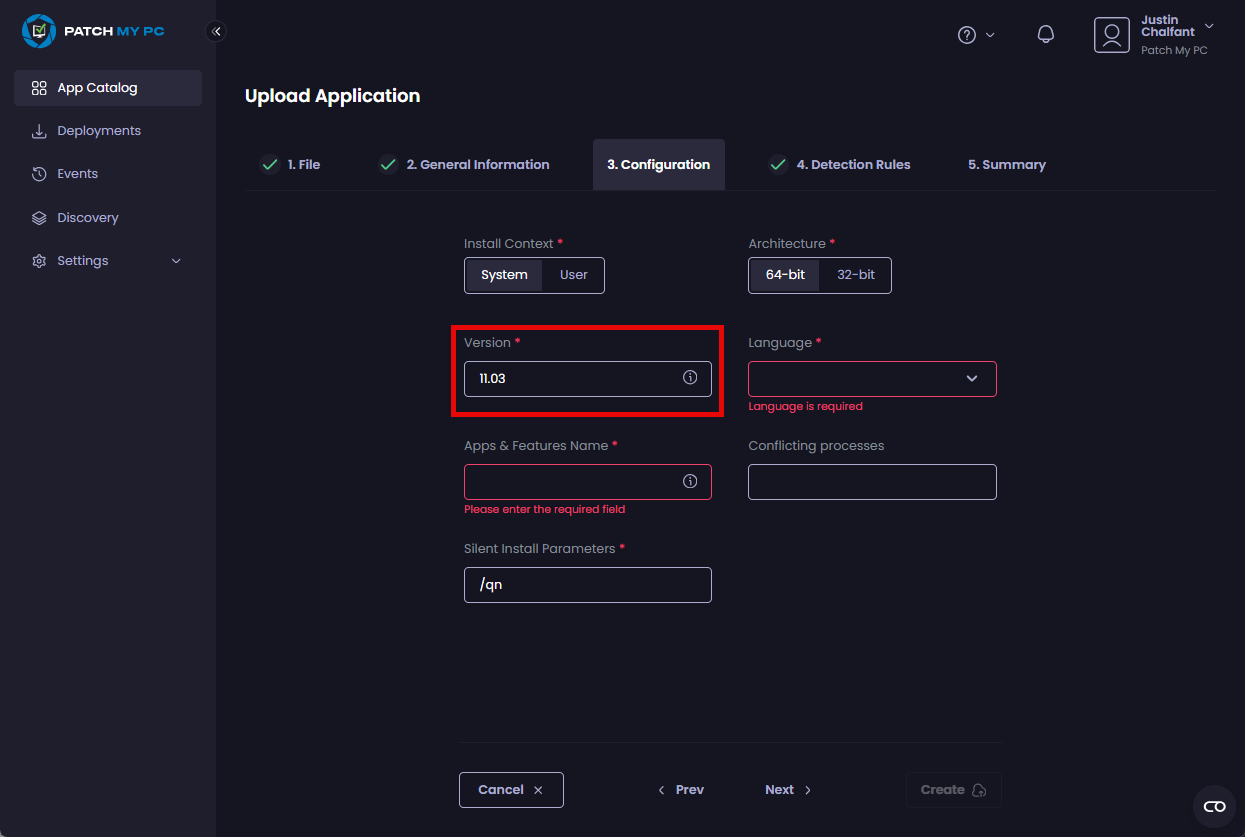 PATCH MY PC
Justin
Chalfant
Patch My PC
App Catalog
Deployments
Events
Discovery
Settings
Upload Application
1. File
2. General Information
3. Configuration
4. Detection Rules
5. Summary
Install Context *
System User
Architecture *
64-bit 32-bit
Version *
11.03
Language *
Language is required
Apps & Features Name *
Please enter the required field
Conflicting processes
Silent Install Parameters *
/qn
Cancel
Prev
Next
Create